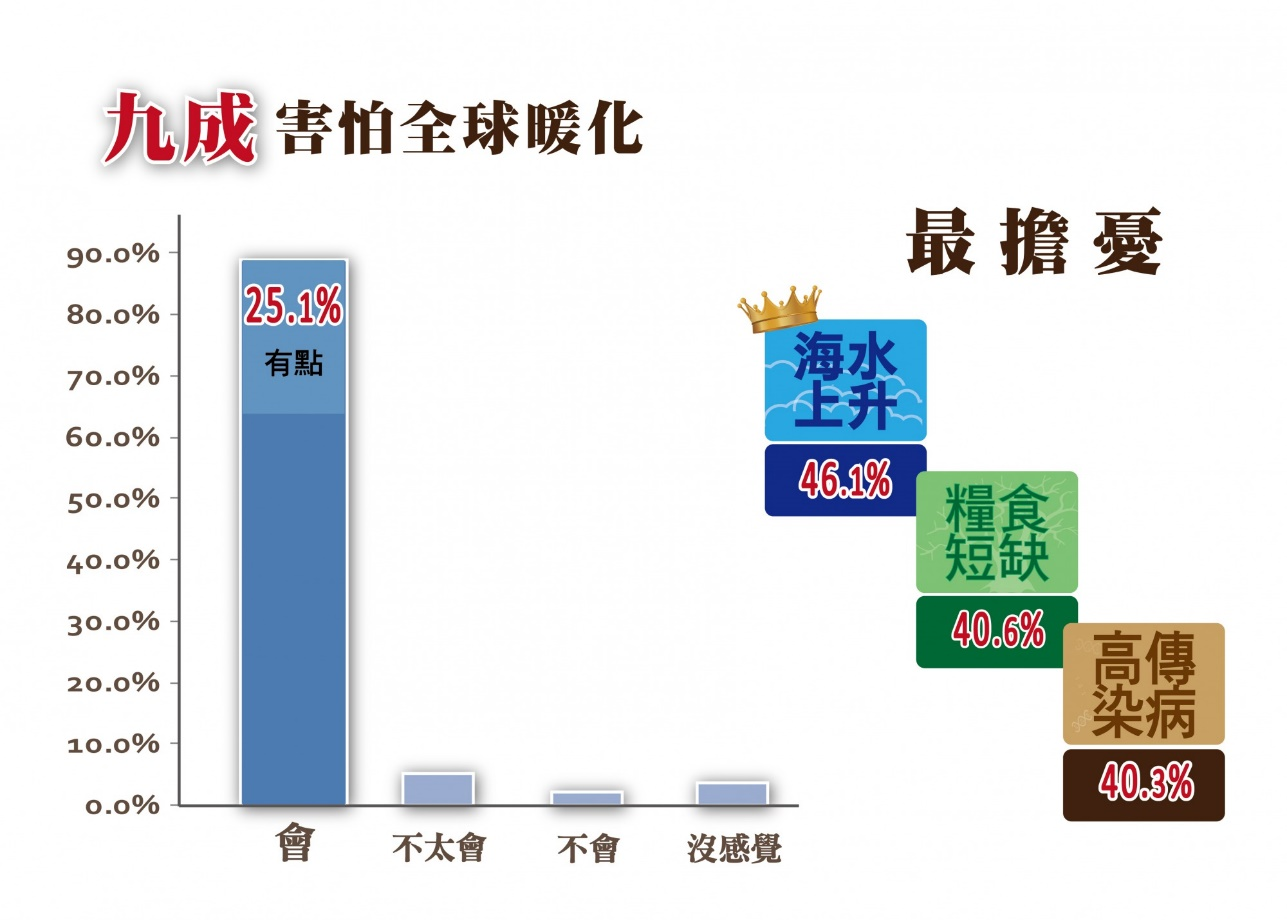 九成害怕全球暖化
90.0%
80.0%
70.0%
60.0%
50.0%
40.0%
30.0%
20.0%
10.0%
0.0%
25.1%
有點
會
不太會
不會
沒感覺
最擔憂
海水
上升
46.1%
糧食
短缺
40.6%
高傳
染病
40.3%